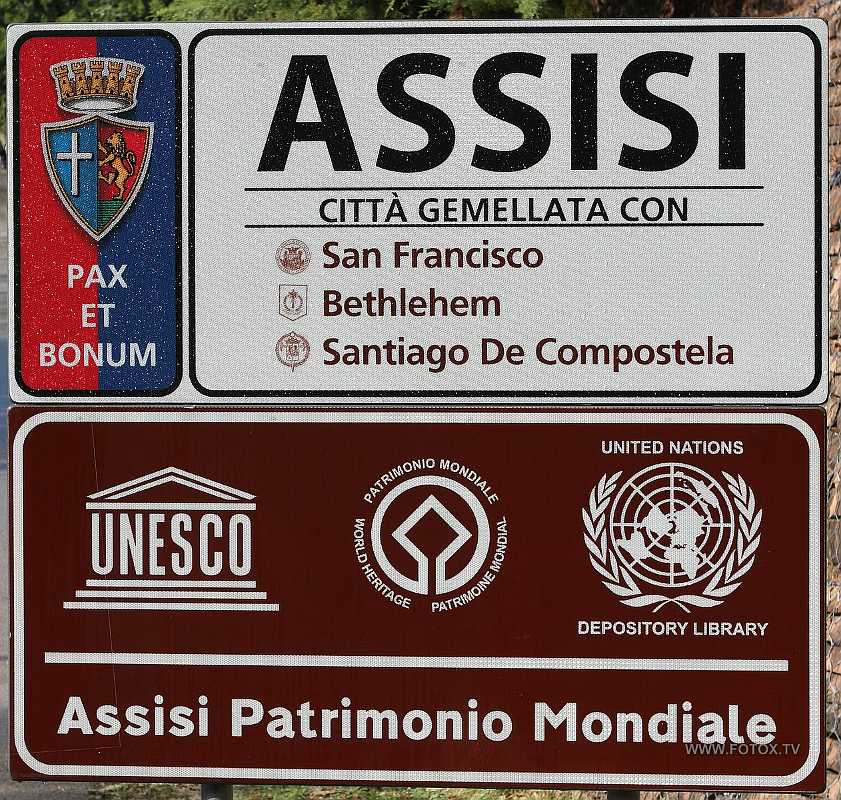 ASSISI
CITTÀ GEMELLATA CON
San Francisco
Bethlehem
Santiago De Compostela
PAX
ET
BONUM
UNESCO
PATRIMONIO MONDIALE
WORLD HERITAGE
PATRIMOINE MONDIAL
UNITED NATIONS
DEPOSITORY LIBRARY
Assisi Patrimonio Mondiale
WWW.FOTOX.TV